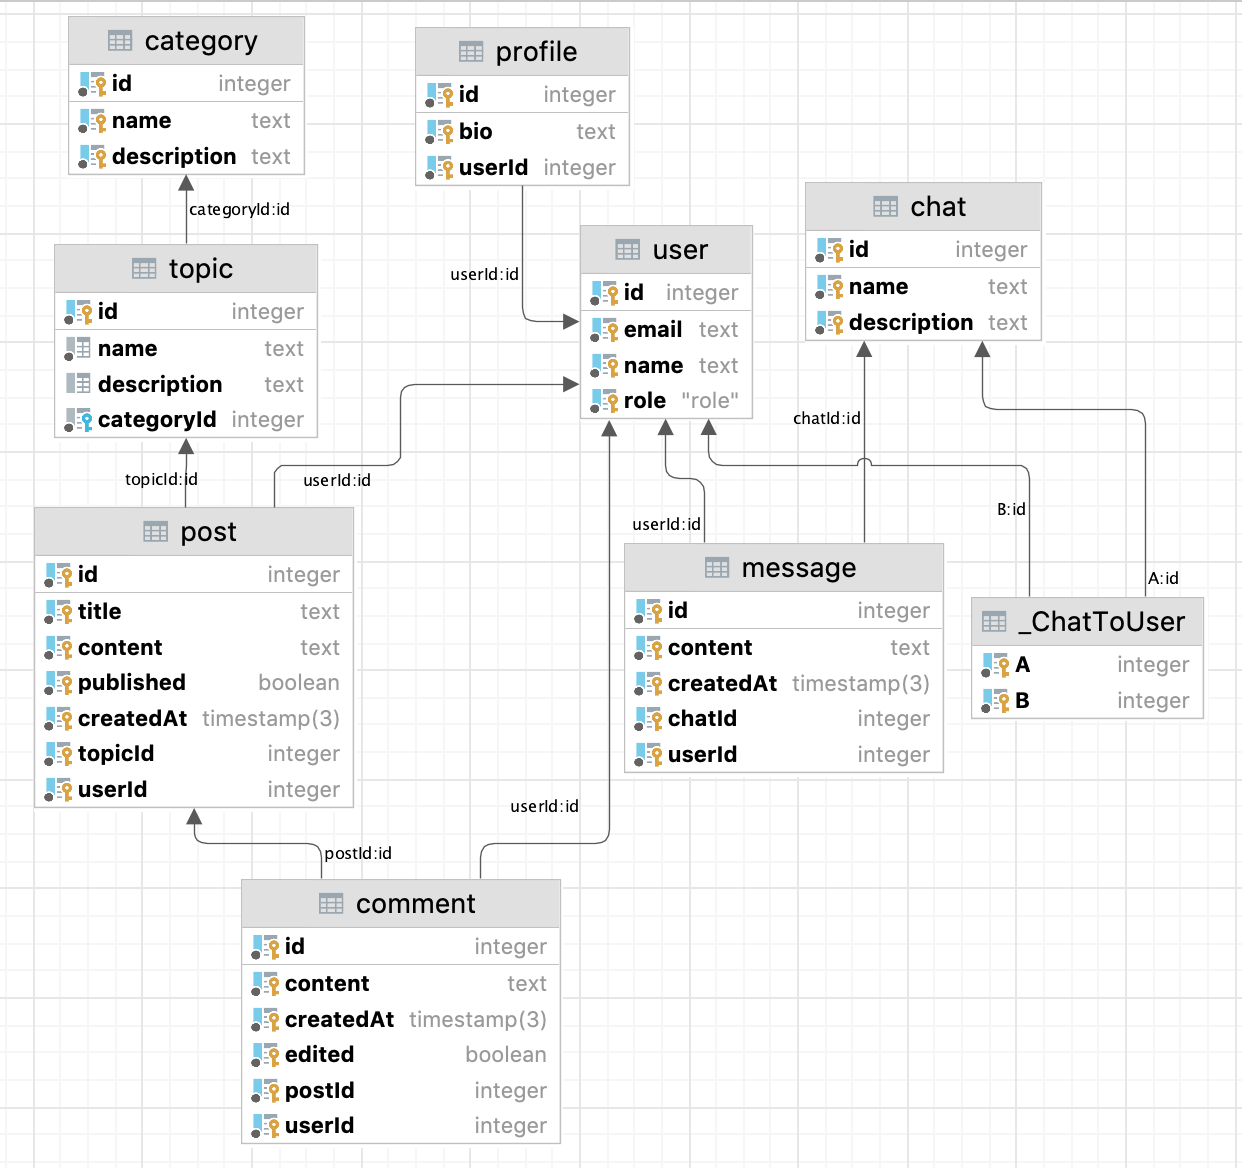 category
id integer
name text
description text
profile
id integer
bio text
userId integer
categoryId:id
topic
id integer
name text
description text
categoryId integer
userId:id
user
id integer
email text
name text
role "role"
chat
id integer
name text
description text
topicId:id
userId:id
chatId:id
userId:id
B:id
A:id
post
id integer
title text
content text
published boolean
createdAt timestamp(3)
topicId integer
userId integer
message
id integer
content text
createdAt timestamp(3)
chatId integer
userId integer
_ChatToUser
A integer
B integer
userId:id
postId:id
comment
id integer
content text
createdAt timestamp(3)
edited boolean
postId integer
userId integer